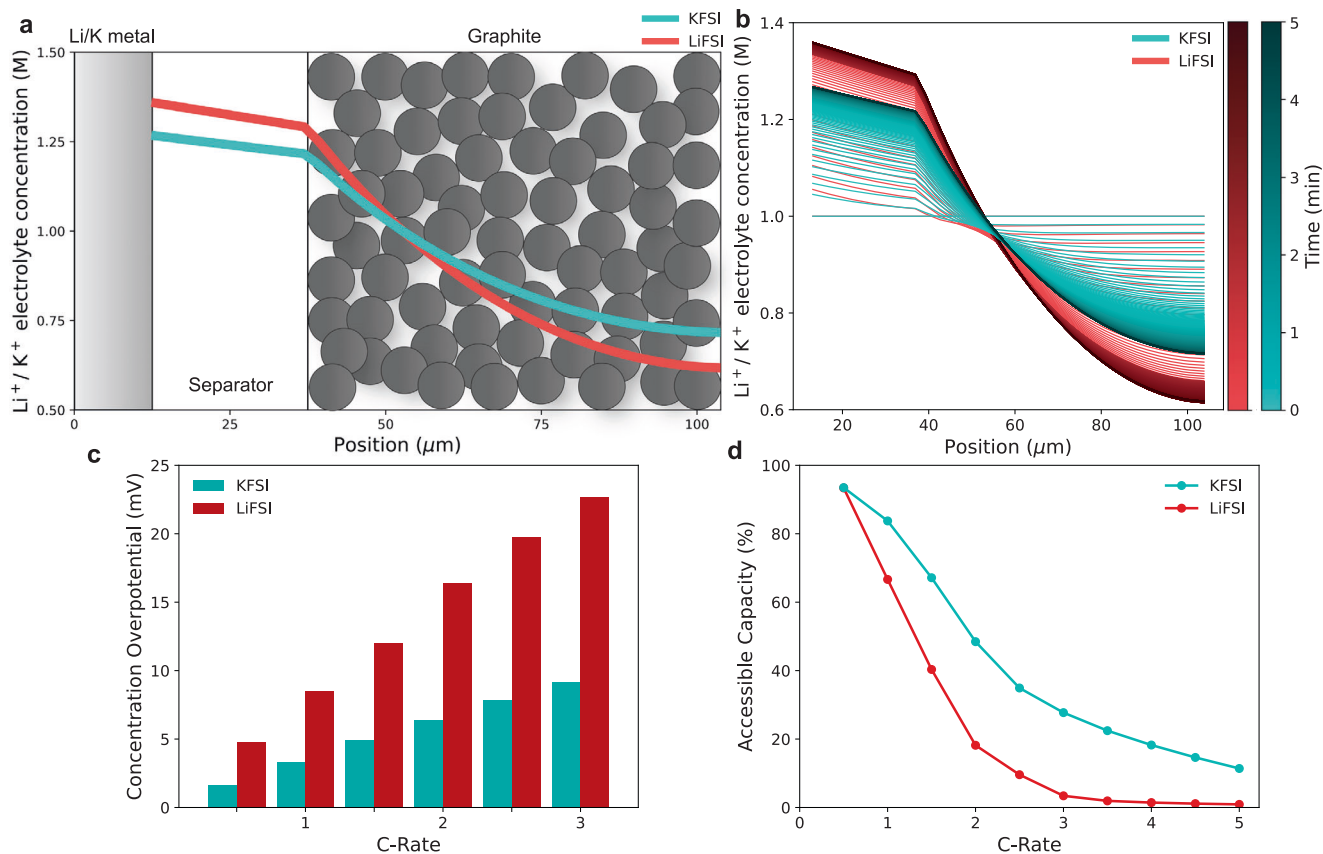 a
KFSI
LiFSI
Li/K metal
Graphite
Li⁺/ K⁺ electrolyte concentration (M)
1.50
1.25
1.00
0.75
0.50
Separator
0
25
50
75
100
Position (μm)
b
KFSI
LiFSI
Li⁺/ K⁺ electrolyte concentration (M)
1.4
1.2
1.0
0.8
0.6
20
40
60
80
100
Position (μm)
5
4
3
2
1
0
Time (min)
c
KFSI
LiFSI
Concentration Overpotential (mV)
25
20
15
10
5
0
1
2
3
C-Rate
d
KFSI
LiFSI
Accessible Capacity (%)
100
80
60
40
20
0
0
1
2
3
4
5
C-Rate